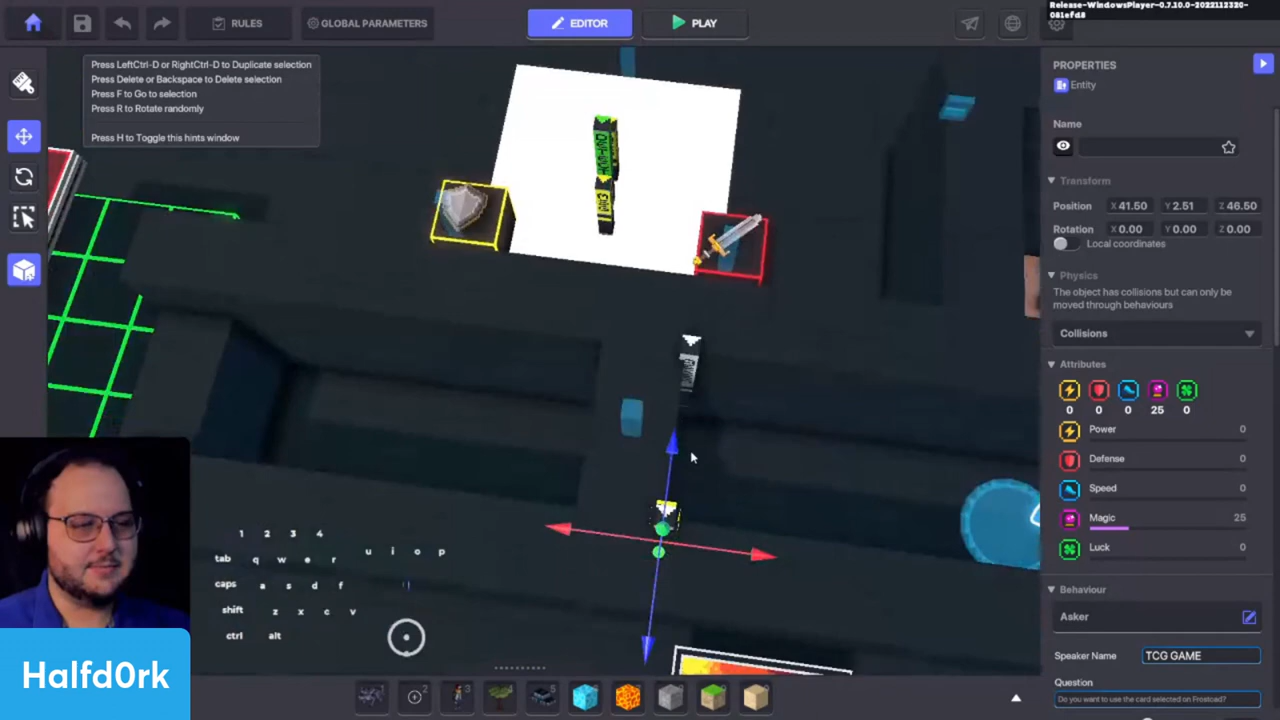 Release-WindowsPlayer-0.7.10.0-2022112320-
081efd8
RULES
GLOBAL PARAMETERS
EDITOR
PLAY
Press LeftCtrl-D or RightCtrl-D to Duplicate selection
Press Delete or Backspace to Delete selection
Press F to Go to selection
Press R to Rotate randomly
Press H to Toggle this hints window
PROPERTIES
Entity
Name
Transform
Position X 41.50 Y 2.51 Z 46.50
Rotation X 0.00 Y 0.00 Z 0.00
Local coordinates
Physics
The object has collisions but can only be
moved through behaviours
Collisions
Attributes
0 0 0 25 0
Power 0
Defense 0
Speed 0
Magic 25
Luck 0
Behaviour
Asker
Speaker Name TCG GAME
Question
Do you want to use the card selected on Frostoad?
1 2 3 4
tab q w e r u i o p
caps a s d f
shift z x c v
ctrl alt
Halfd0rk
2 3 5